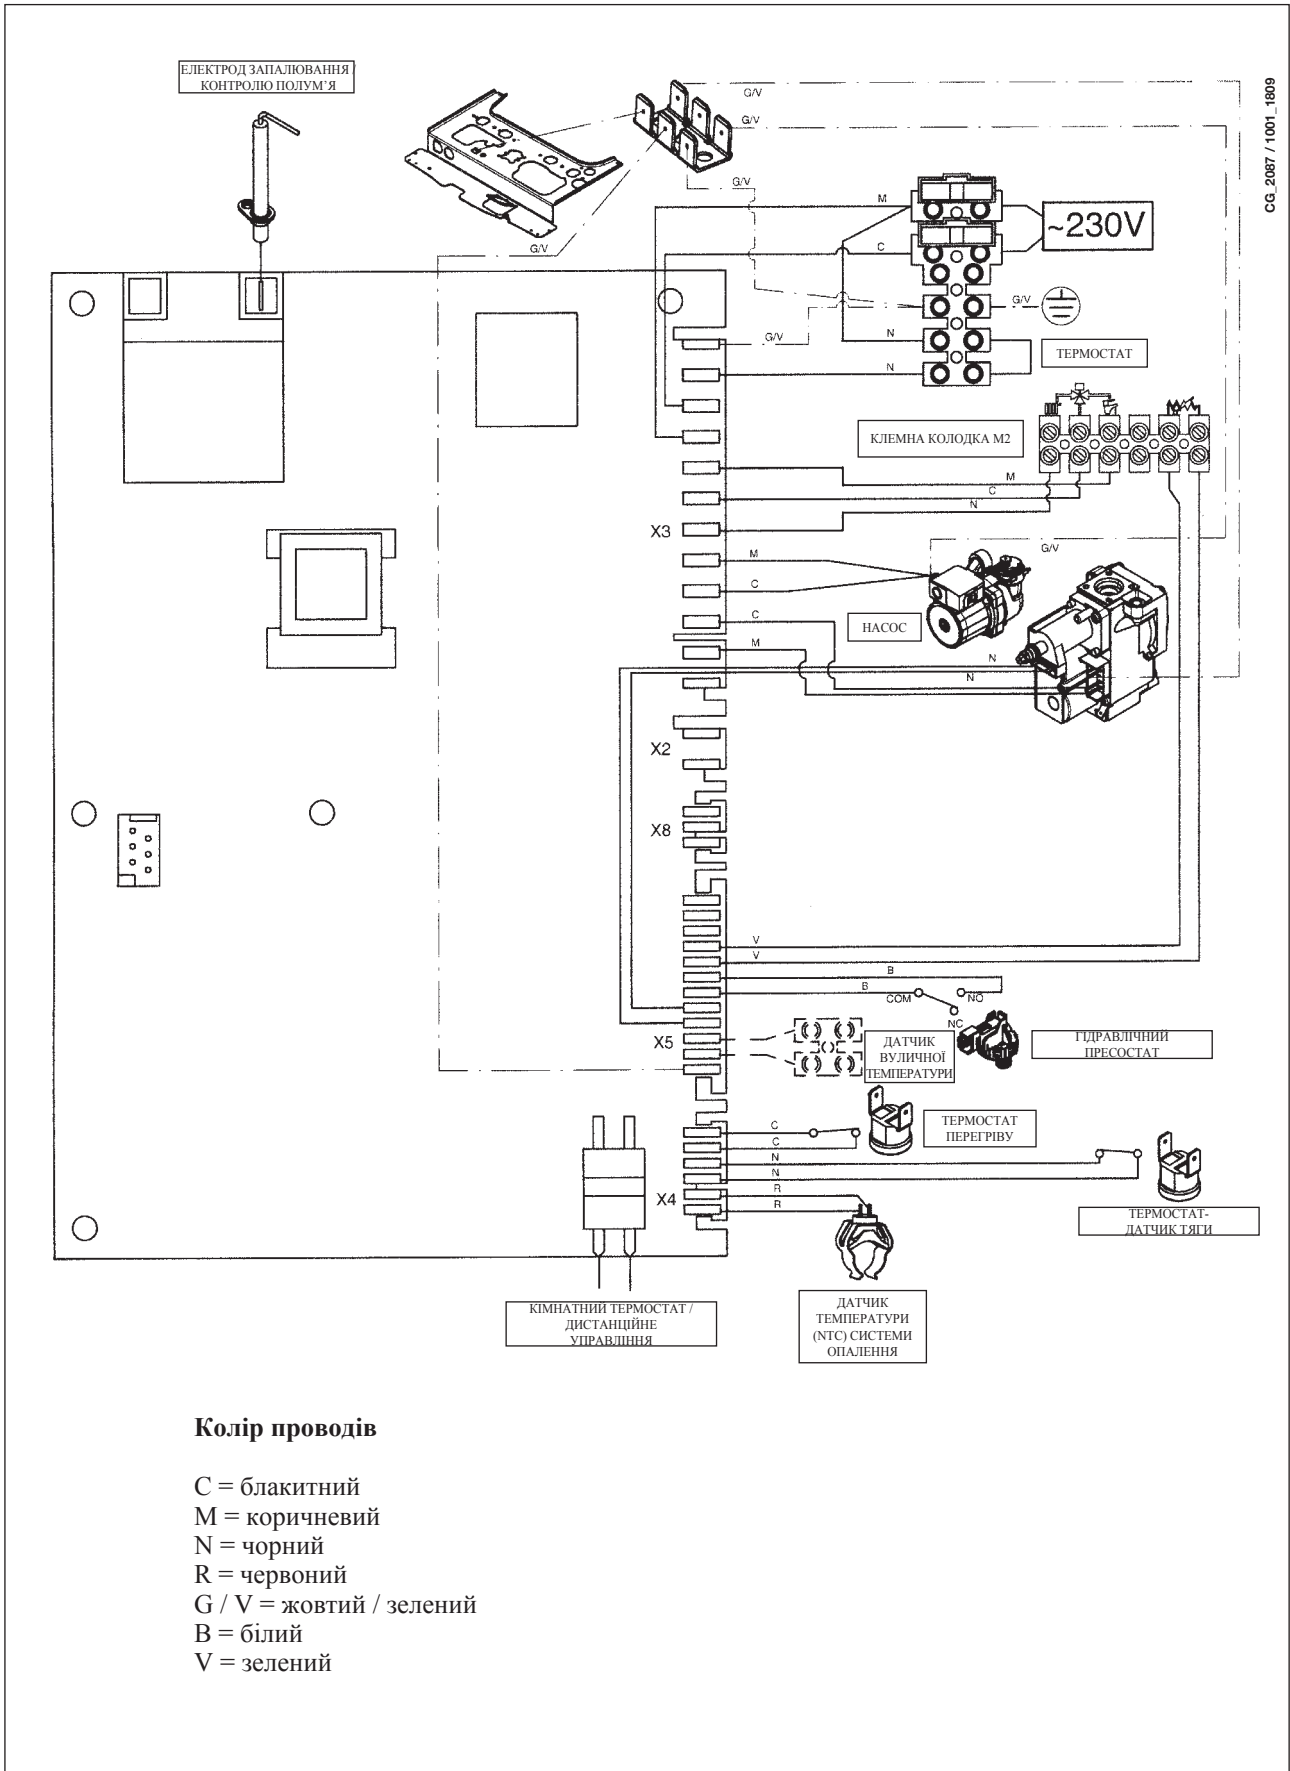 ЕЛЕКТРОД ЗАПАЛЮВАННЯ /
КОНТРОЛЮ ПОЛУМ’Я
CG_2087 / 1001_1809
G/V
G/V
G/V
G/V
M
~230V
C
G/V
G/V
N
ТЕРМОСТАТ
N
КЛЕМНА КОЛОДКА М2
M
C
N
X3
M
G/V
C
C
НАСОС
M
N
N
X2
X8
V
V
B
B
COM
NO
NC
X5
ДАТЧИК
ВУЛИЧНОЇ
ТЕМПЕРАТУРИ
ГІДРАВЛІЧНИЙ
ПРЕСОСТАТ
C
C
ТЕРМОСТАТ
ПЕРЕГРІВУ
N
N
R
R
X4
ТЕРМОСТАТ-
ДАТЧИК ТЯГИ
КІМНАТНИЙ ТЕРМОСТАТ /
ДИСТАНЦІЙНЕ
УПРАВЛІННЯ
ДАТЧИК
ТЕМПЕРАТУРИ
(NTC) СИСТЕМИ
ОПАЛЕННЯ
Колір проводів
C = блакитний
M = коричневий
N = чорний
R = червоний
G / V = жовтий / зелений
B = білий
V = зелений